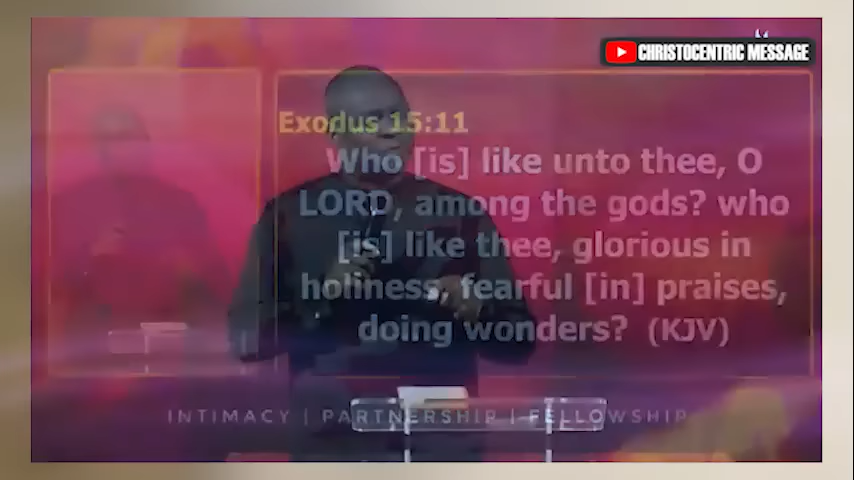 CHRISTOCENTRIC MESSAGE
Exodus 15:11
Who [is] like unto thee, O
LORD, among the gods? who
[is] like thee, glorious in
holiness, fearful [in] praises,
doing wonders? (KJV)
INTIMACY | PARTNERSHIP | FELLOWSHIP